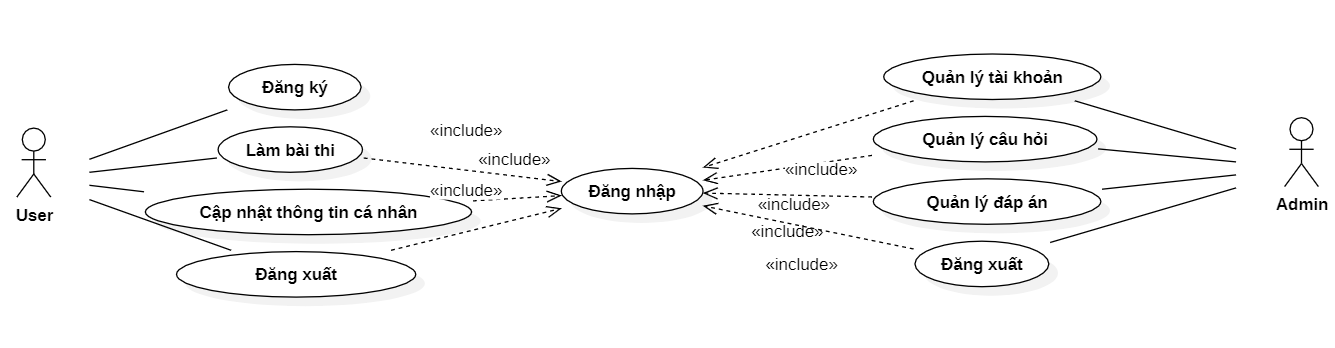 Đăng ký
Làm bài thi
Cập nhật thông tin cá nhân
Đăng xuất
User
«include»
«include»
«include»
Đăng nhập
Quản lý tài khoản
Quản lý câu hỏi
Quản lý đáp án
Đăng xuất
«include»
«include»
«include»
«include»
Admin